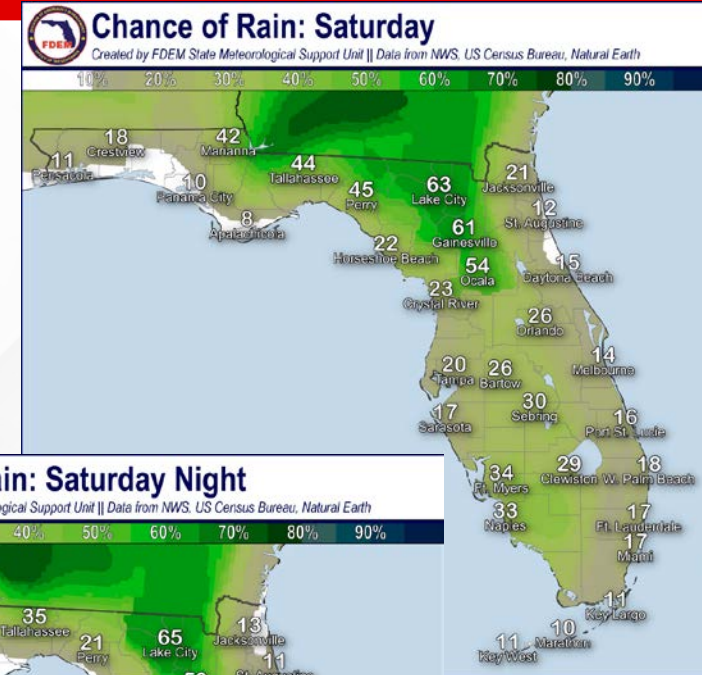 FDEM
Chance of Rain: Saturday
Created by FDEM State Meteorological Support Unit || Data from NWS, US Census Bureau, Natural Earth
10% 20% 30% 40% 50% 60% 70% 80% 90%
18
Crestview
42
Marianna
11
Pensacola
10
Panama City
8
Apalachicola
44
Tallahassee
45
Perry
63
Lake City
21
Jacksonville
12
St. Augustine
61
Gainesville
22
Horseshoe Beach
54
Ocala
15
Daytona Beach
23
Crystal River
26
Orlando
14
Melbourne
20
Tampa
26
Bartow
30
Sebring
17
Sarasota
16
Port St. Lucie
34
Ft. Myers
29
Clewiston
18
W. Palm Beach
33
Naples
17
Ft. Lauderdale
17
Miami
11
Key Largo
10
Marathon
11
Key West
ain: Saturday Night
ogical Support Unit || Data from NWS, US Census Bureau, Natural Earth
40% 50% 60% 70% 80% 90%
35
Tallahassee
21
Perry
65
Lake City
13
Jacksonville
11